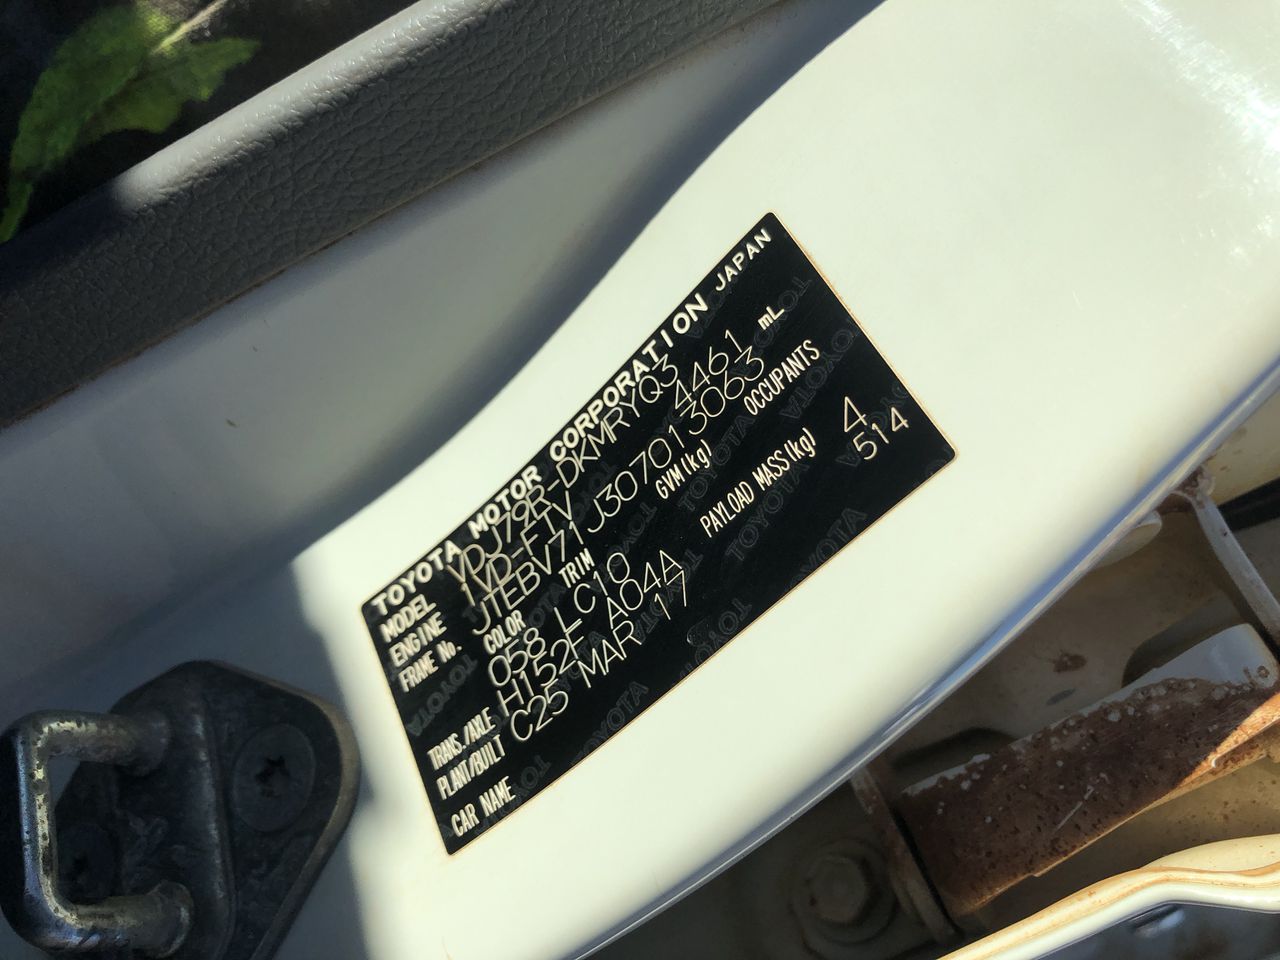 TOYOTA MOTOR CORPORATION JAPAN
MODEL VDJ79R-DKMRYQ3
ENGINE 1VD-FTV 4461 mL
FRAME No. JTEBV71J307013063
COLOR TRIM GVM(kg) OCCUPANTS
058 LC18 4
TRANS./AXLE H152F A04A PAYLOAD MASS(kg) 514
PLANT/BUILT C25 MAR 17
CAR NAME